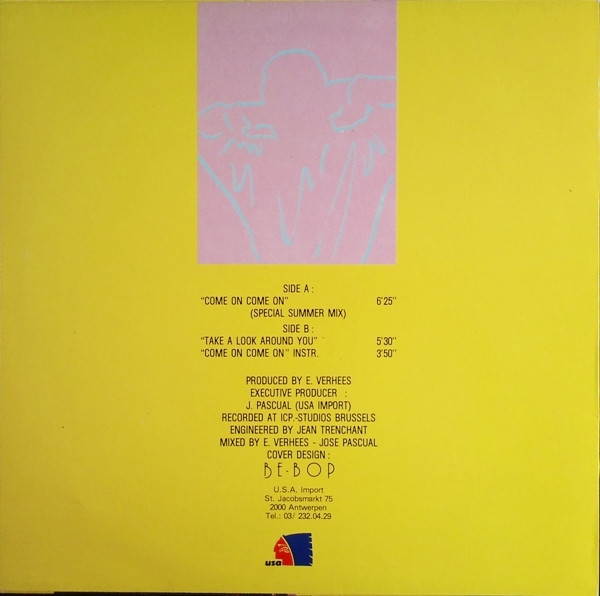 SIDE A :
"COME ON COME ON" 6'25"
(SPECIAL SUMMER MIX)
SIDE B :
"TAKE A LOOK AROUND YOU" 5'30"
"COME ON COME ON" INSTR. 3'50"
PRODUCED BY E. VERHEES
EXECUTIVE PRODUCER :
J. PASCUAL (USA IMPORT)
RECORDED AT ICP.-STUDIOS BRUSSELS
ENGINEERED BY JEAN TRENCHANT
MIXED BY E. VERHEES - JOSE PASCUAL
COVER DESIGN :
BE-BOP
U.S.A. Import
St. Jacobsmarkt 75
2000 Antwerpen
Tel.: 03/ 232.04.29
usa